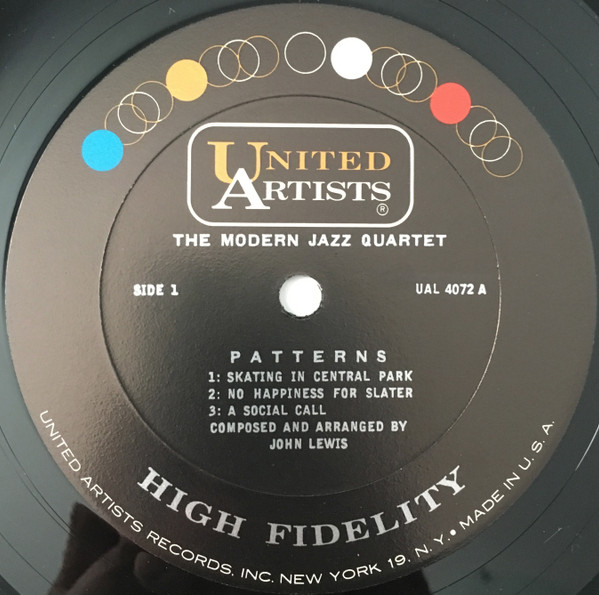 UNITED
ARTISTS
®
THE MODERN JAZZ QUARTET
SIDE 1
UAL 4072 A
PATTERNS
1: SKATING IN CENTRAL PARK
2: NO HAPPINESS FOR SLATER
3: A SOCIAL CALL
COMPOSED AND ARRANGED BY
JOHN LEWIS
HIGH FIDELITY
UNITED ARTISTS RECORDS, INC. NEW YORK 19, N. Y. • MADE IN U. S. A.